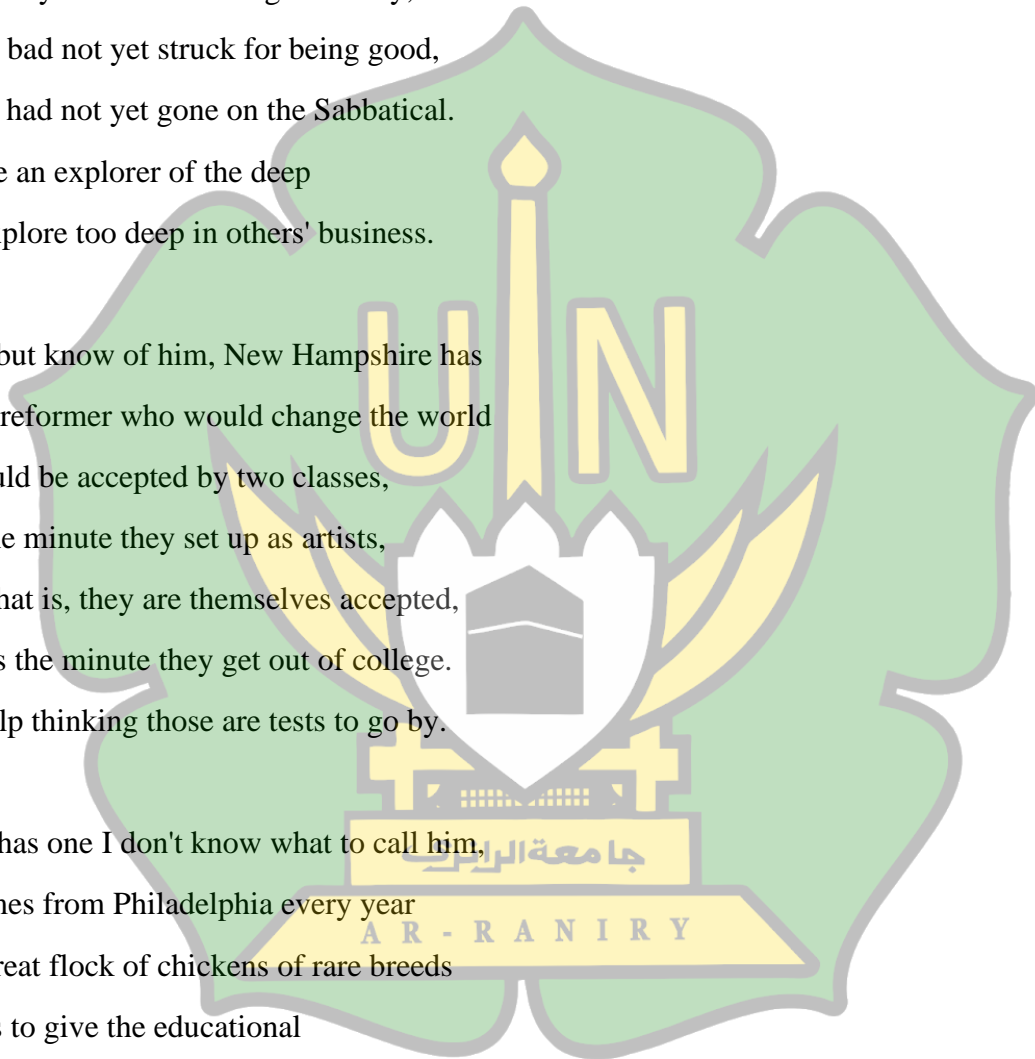 bad not yet struck for being good,
had not yet gone on the Sabbatical.
e an explorer of the deep
plore too deep in others' business.
U N
but know of him, New Hampshire has
reformer who would change the world
uld be accepted by two classes,
e minute they set up as artists,
hat is, they are themselves accepted,
s the minute they get out of college.
lp thinking those are tests to go by.
has one I don't know what to call him,
جامعة الرانيري
nes from Philadelphia every year
AR-RANIRY
reat flock of chickens of rare breeds
s to give the educational